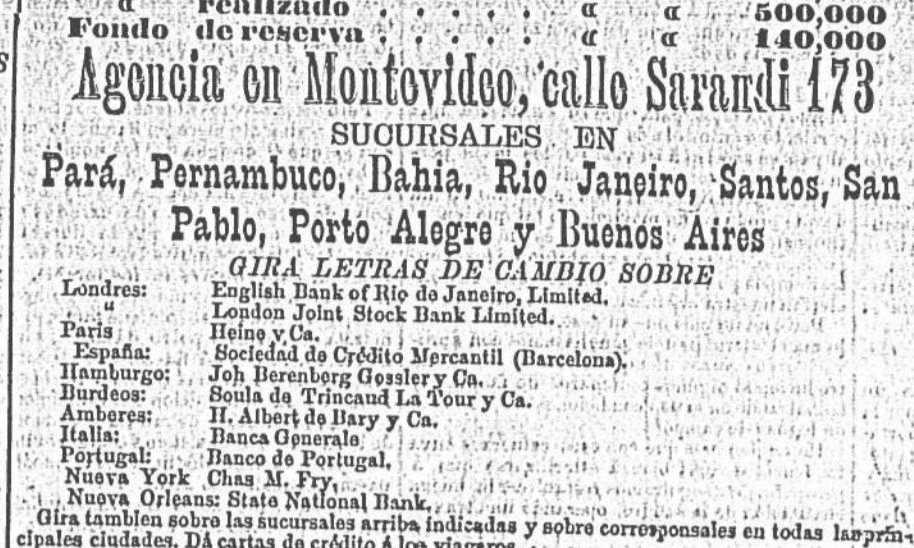 “ realizado . . . . . “ “ 500,000
Fondo de reserva . . . . . “ “ 140,000
Agencia en Montevideo, calle Sarandi 173
SUCURSALES EN
Pará, Pernambuco, Bahia, Rio Janeiro, Santos, San
Pablo, Porto Alegre y Buenos Aires
GIRA LETRAS DE CAMBIO SOBRE
Londres: English Bank of Rio de Janeiro, Limited.
“ London Joint Stock Bank Limited.
Paris Heine y Ca.
España: Sociedad de Crédito Mercantil (Barcelona).
Hamburgo: Joh Berenberg Gossler y Ca.
Burdeos: Soula de Trincaud La Tour y Ca.
Amberes: H. Albert de Bary y Ca.
Italia: Banca Generale
Portugal: Banco de Portugal.
Nueva York Chas M. Fry.
Nueva Orleans: State National Bank.
Gira tambien sobre las sucursales arriba indicadas y sobre corresponsales en todas las prin-
cipales ciudades. Dá cartas de crédito á los viageros.